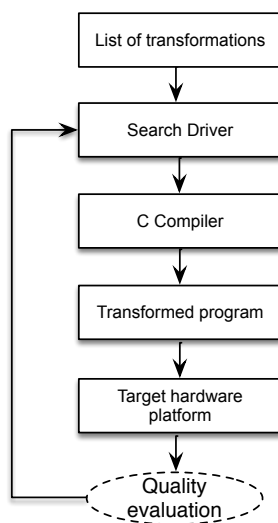 List of transformations
Search Driver
C Compiler
Transformed program
Target hardware
platform
Quality
evaluation